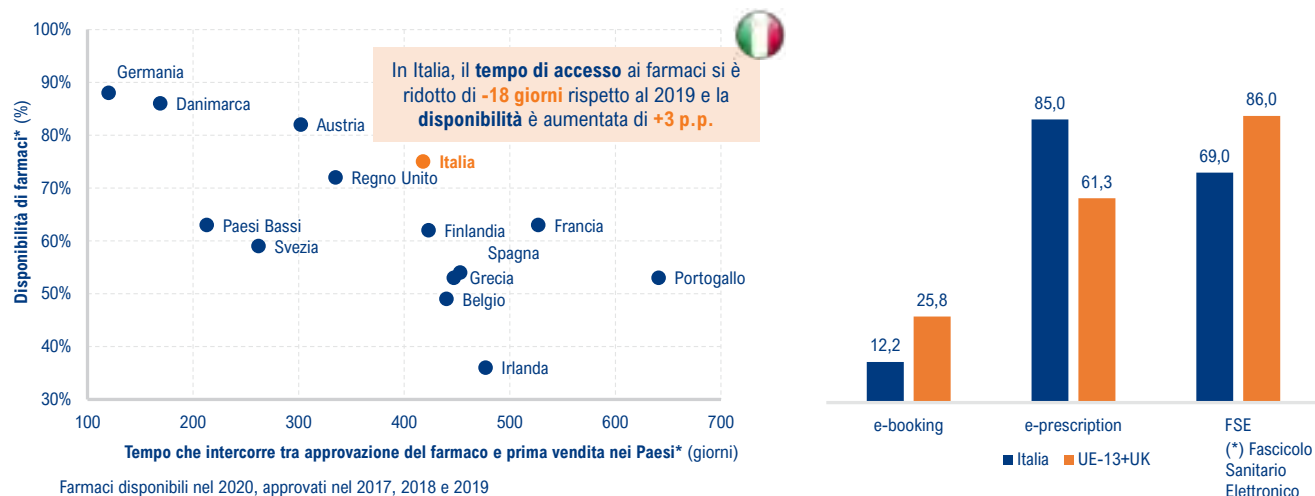 100%
90%
80%
70%
60%
50%
40%
30%
Disponibilità di farmaci* (%)
Germania
Danimarca
Austria
Italia
Regno Unito
Paesi Bassi
Svezia
Finlandia
Francia
Spagna
Grecia
Belgio
Portogallo
Irlanda
In Italia, il tempo di accesso ai farmaci si è
ridotto di -18 giorni rispetto al 2019 e la
disponibilità è aumentata di +3 p.p.
100 200 300 400 500 600 700
Tempo che intercorre tra approvazione del farmaco e prima vendita nei Paesi* (giorni)
Farmaci disponibili nel 2020, approvati nel 2017, 2018 e 2019
12,2
25,8
85,0
61,3
69,0
86,0
e-booking
e-prescription
FSE
(*) Fascicolo
Sanitario
Elettronico
Italia
UE-13+UK